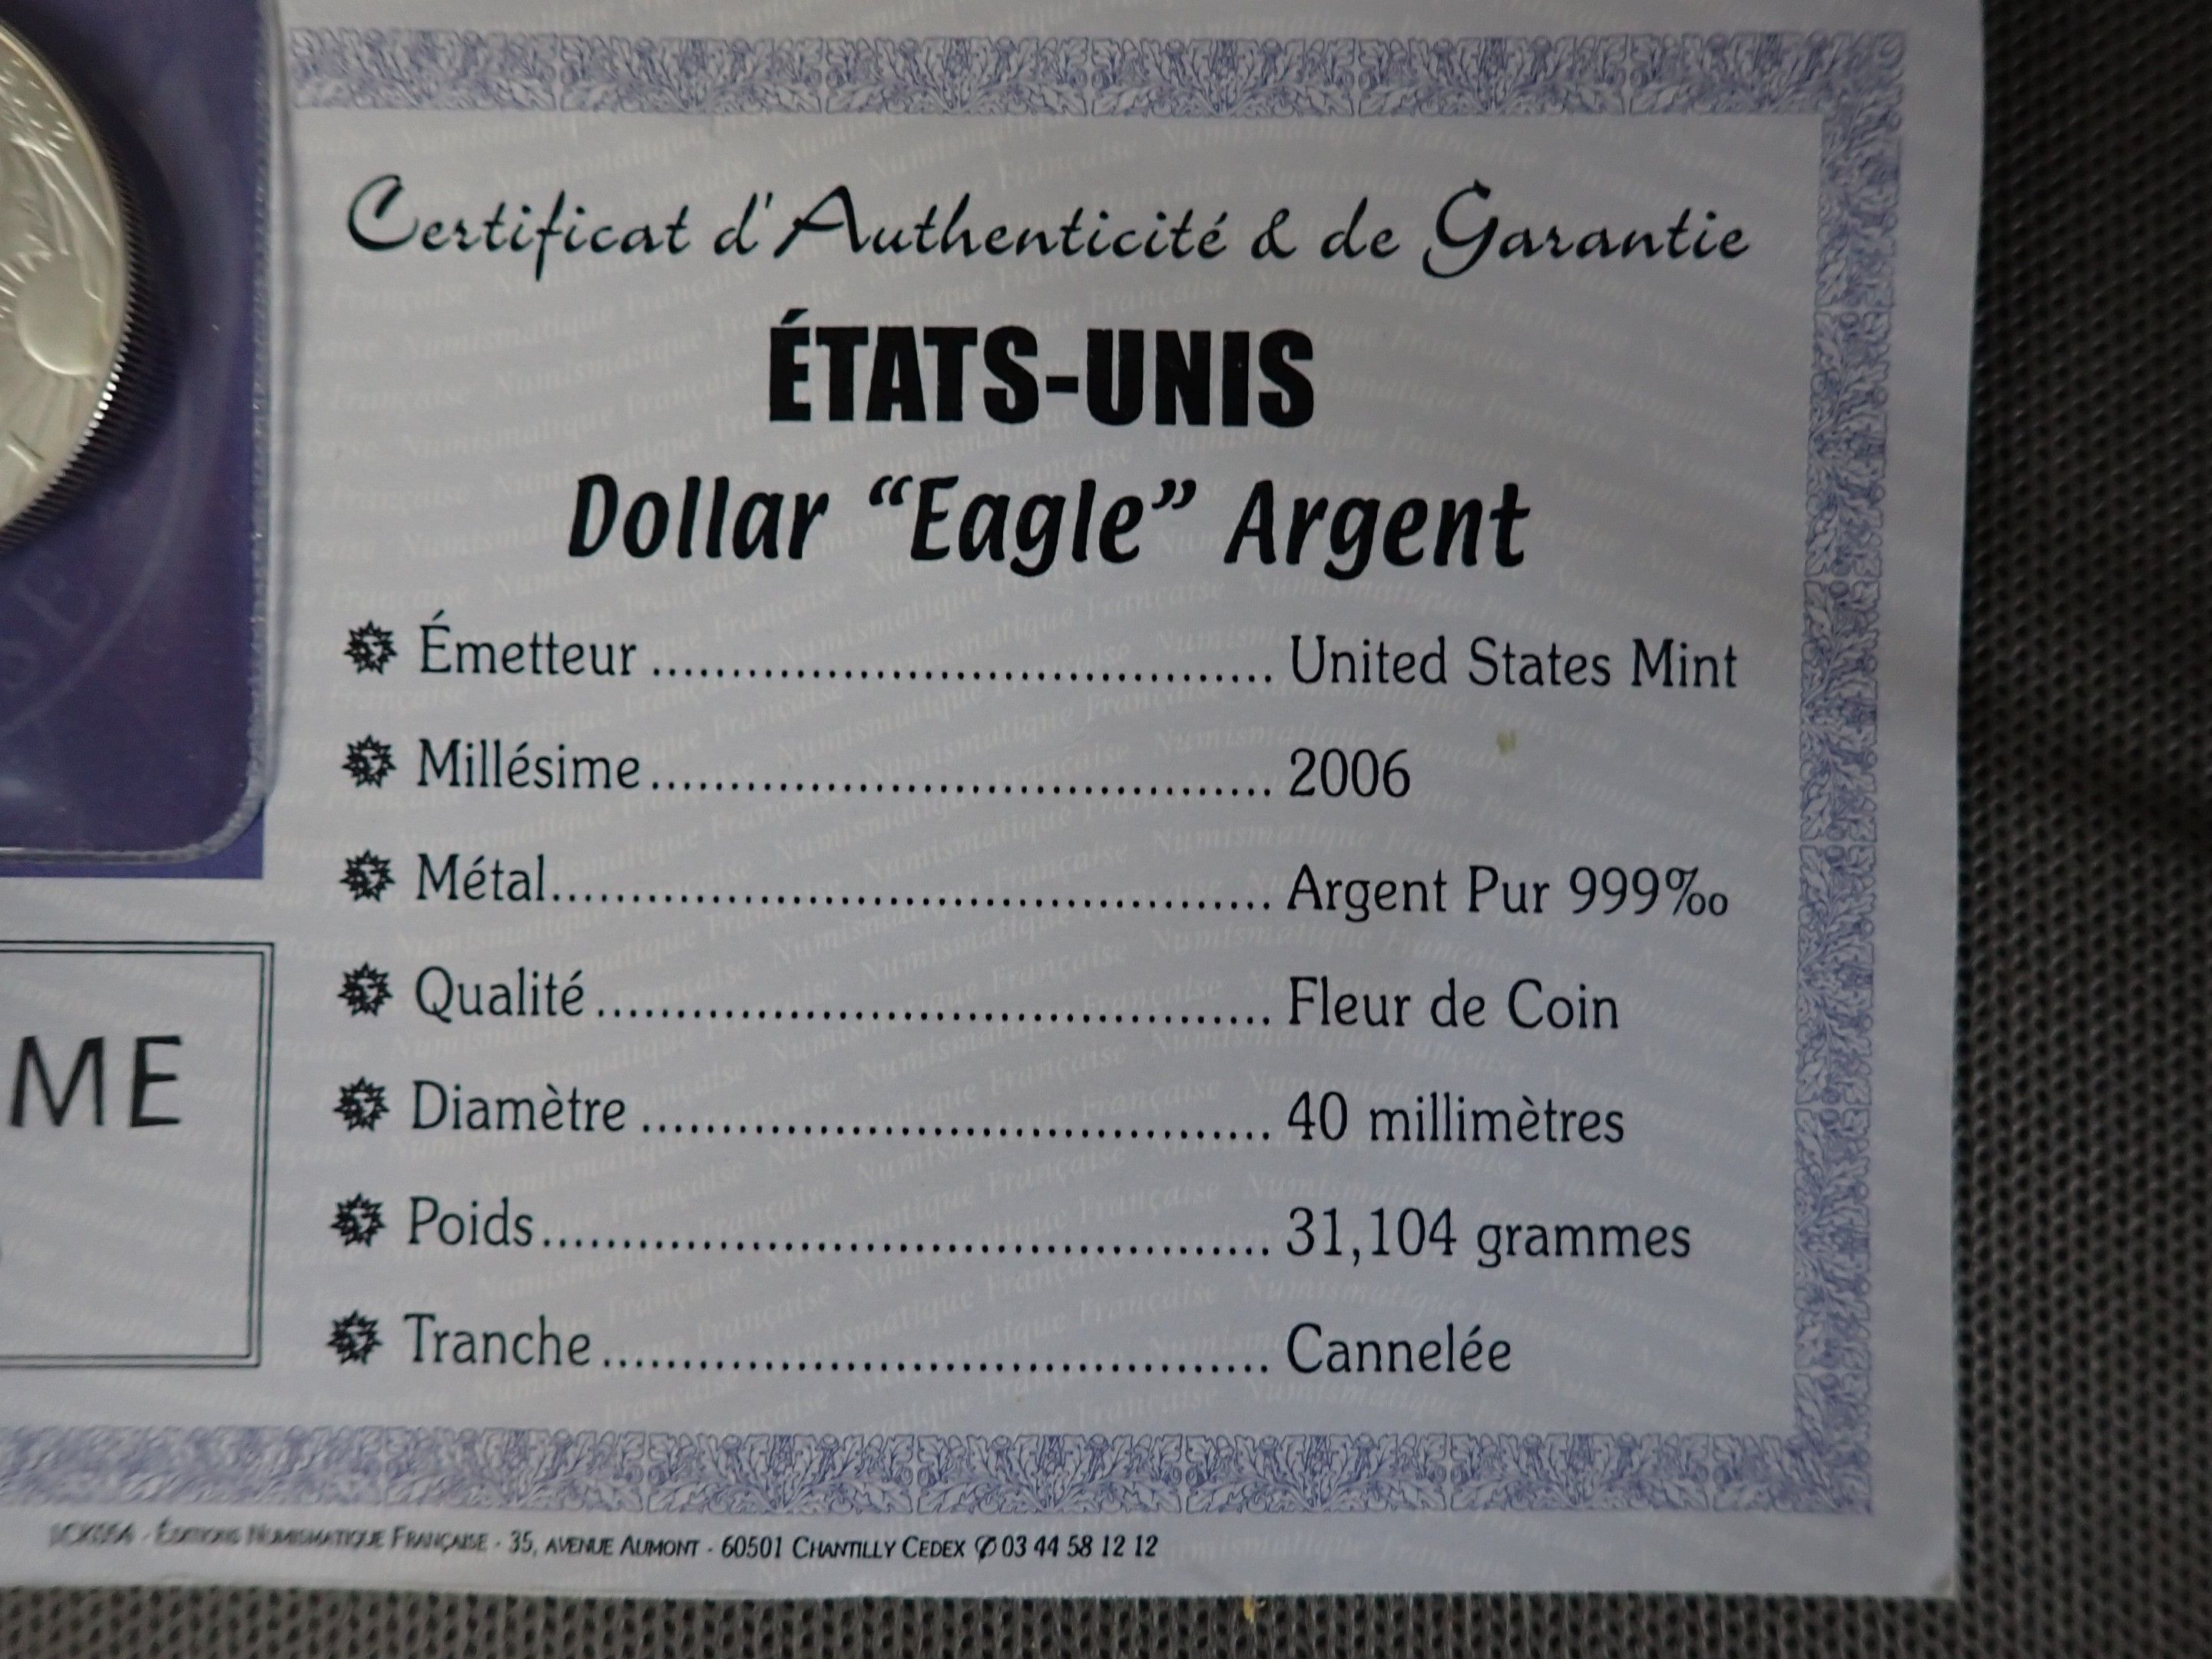 Certificat d'Authenticité & de Garantie
ÉTATS-UNIS
Dollar “Eagle” Argent
Émetteur ........................................ United States Mint
Millésime ........................................ 2006
Métal ........................................ Argent Pur 999‰
Qualité ........................................ Fleur de Coin
Diamètre ........................................ 40 millimètres
Poids ........................................ 31,104 grammes
Tranche ........................................ Cannelée
ME
Éditions Numismatique Française - 35, avenue Aumont - 60501 Chantilly Cedex ✆ 03 44 58 12 12